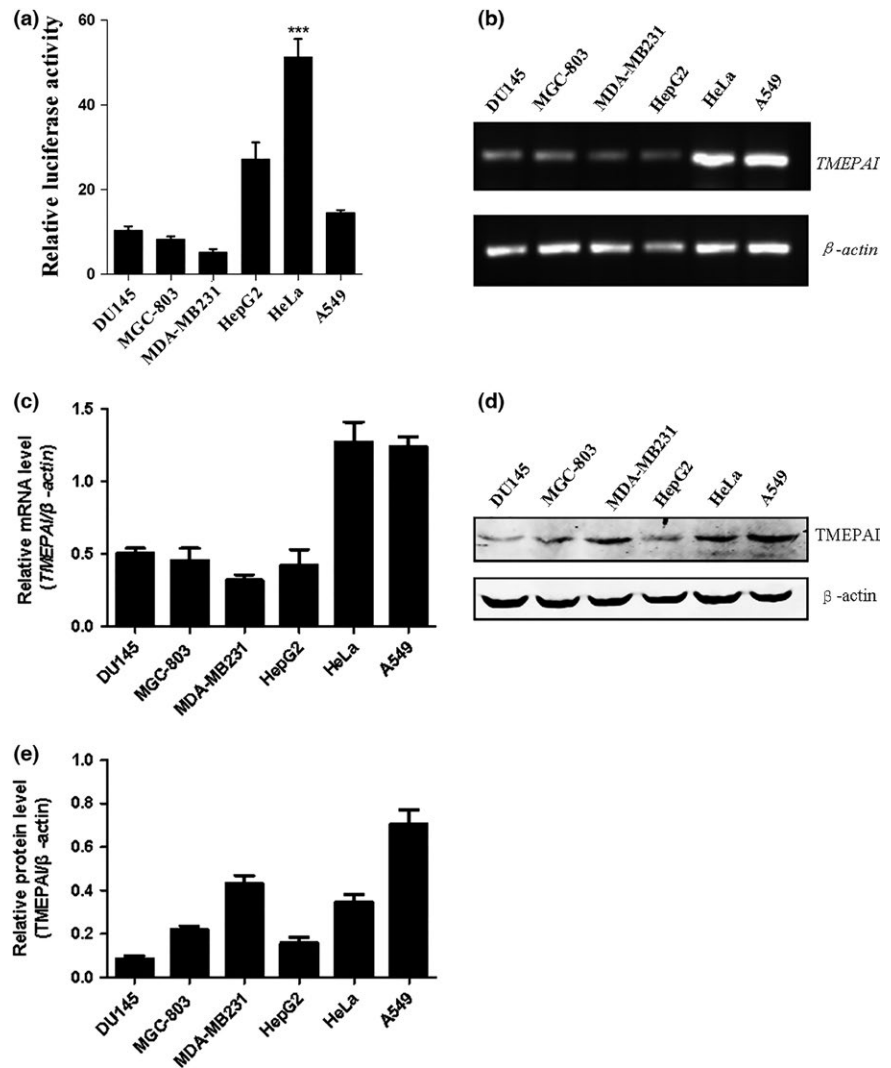 (a)
Relative luciferase activity
60
40
20
0
***
DU145
MGC-803
MDA-MB231
HepG2
HeLa
A549
(b)
DU145
MGC-803
MDA-MB231
HepG2
HeLa
A549
TMEPAI
β-actin
(c)
Relative mRNA level
(TMEPAI/β-actin)
1.5
1.0
0.5
0.0
DU145
MGC-803
MDA-MB231
HepG2
HeLa
A549
(d)
DU145
MGC-803
MDA-MB231
HepG2
HeLa
A549
TMEPAI
β-actin
(e)
Relative protein level
(TMEPAI/β-actin)
1.0
0.8
0.6
0.4
0.2
0.0
DU145
MGC-803
MDA-MB231
HepG2
HeLa
A549